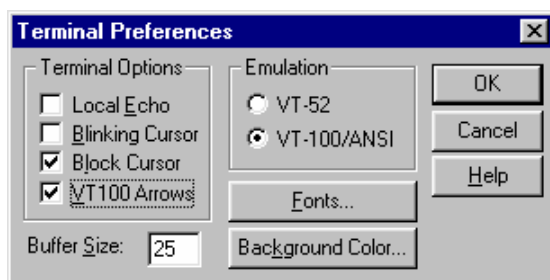 Terminal Preferences
Terminal Options
Local Echo
Blinking Cursor
Block Cursor
VT100 Arrows
Buffer Size: 25
Emulation
VT-52
VT-100/ANSI
Fonts...
Background Color...
OK
Cancel
Help